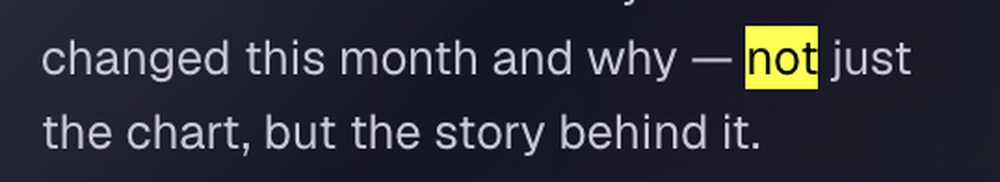 changed this month and why — not just
the chart, but the story behind it.